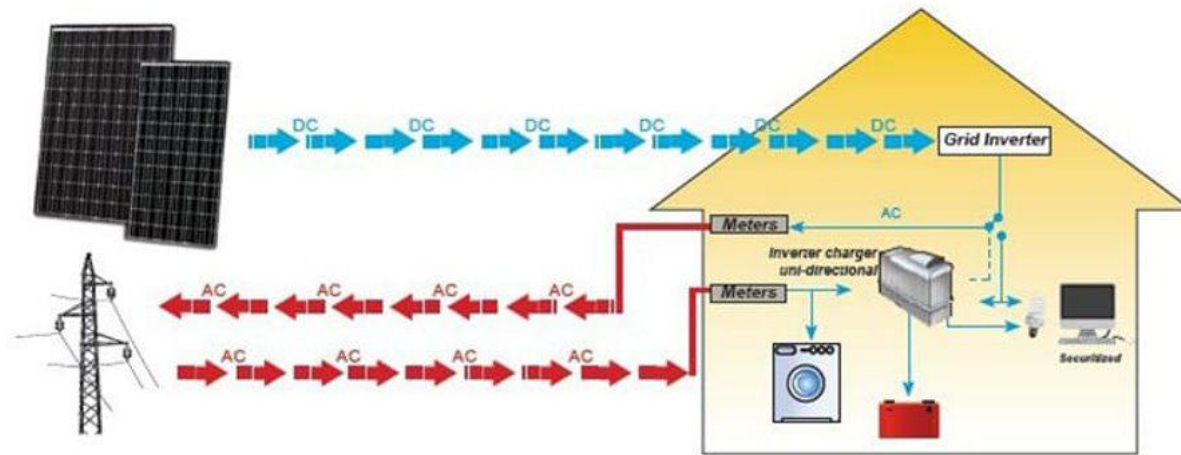 DC DC DC DC DC DC
Grid Inverter
AC
Meters
Inverter charger
uni-directional
AC AC AC AC
Meters
AC AC AC AC
Securitized